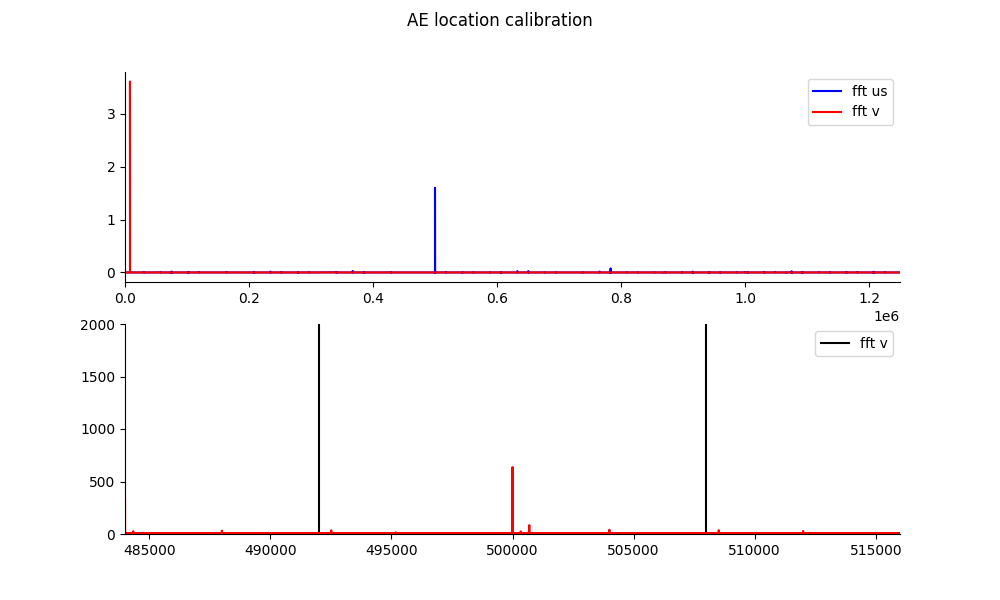 AE location calibration
fft us
fft v
3
2
1
0
0.0 0.2 0.4 0.6 0.8 1.0 1.2
1e6
fft v
2000
1500
1000
500
0
485000 490000 495000 500000 505000 510000 515000